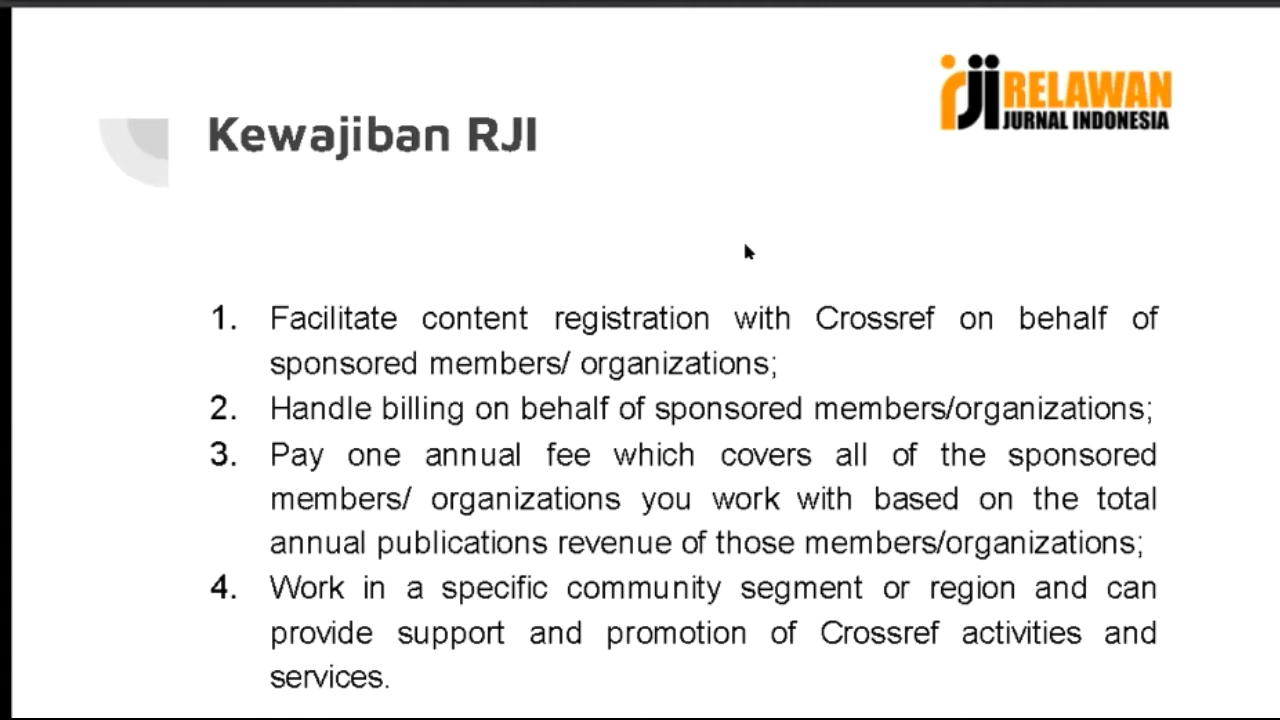 RELAWAN
JURNAL INDONESIA
Kewajiban RJI
1. Facilitate content registration with Crossref on behalf of
sponsored members/ organizations;
2. Handle billing on behalf of sponsored members/organizations;
3. Pay one annual fee which covers all of the sponsored
members/ organizations you work with based on the total
annual publications revenue of those members/organizations;
4. Work in a specific community segment or region and can
provide support and promotion of Crossref activities and
services.